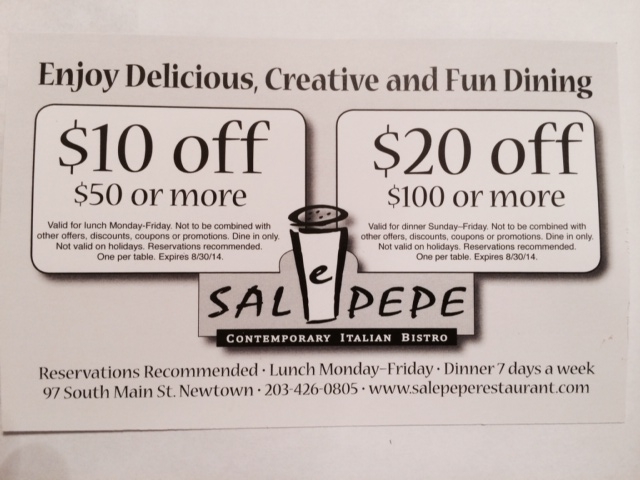 Enjoy Delicious, Creative and Fun Dining
$10 off
$50 or more
Valid for lunch Monday-Friday. Not to be combined with
other offers, discounts, coupons or promotions. Dine in only.
Not valid on holidays. Reservations recommended.
One per table. Expires 8/30/14.
$20 off
$100 or more
Valid for dinner Sunday-Friday. Not to be combined with
other offers, discounts, coupons or promotions. Dine in only.
Not valid on holidays. Reservations recommended.
One per table. Expires 8/30/14.
SAL e PEPE
CONTEMPORARY ITALIAN BISTRO
Reservations Recommended · Lunch Monday-Friday · Dinner 7 days a week
97 South Main St. Newtown · 203-426-0805 · www.salepeperestaurant.com